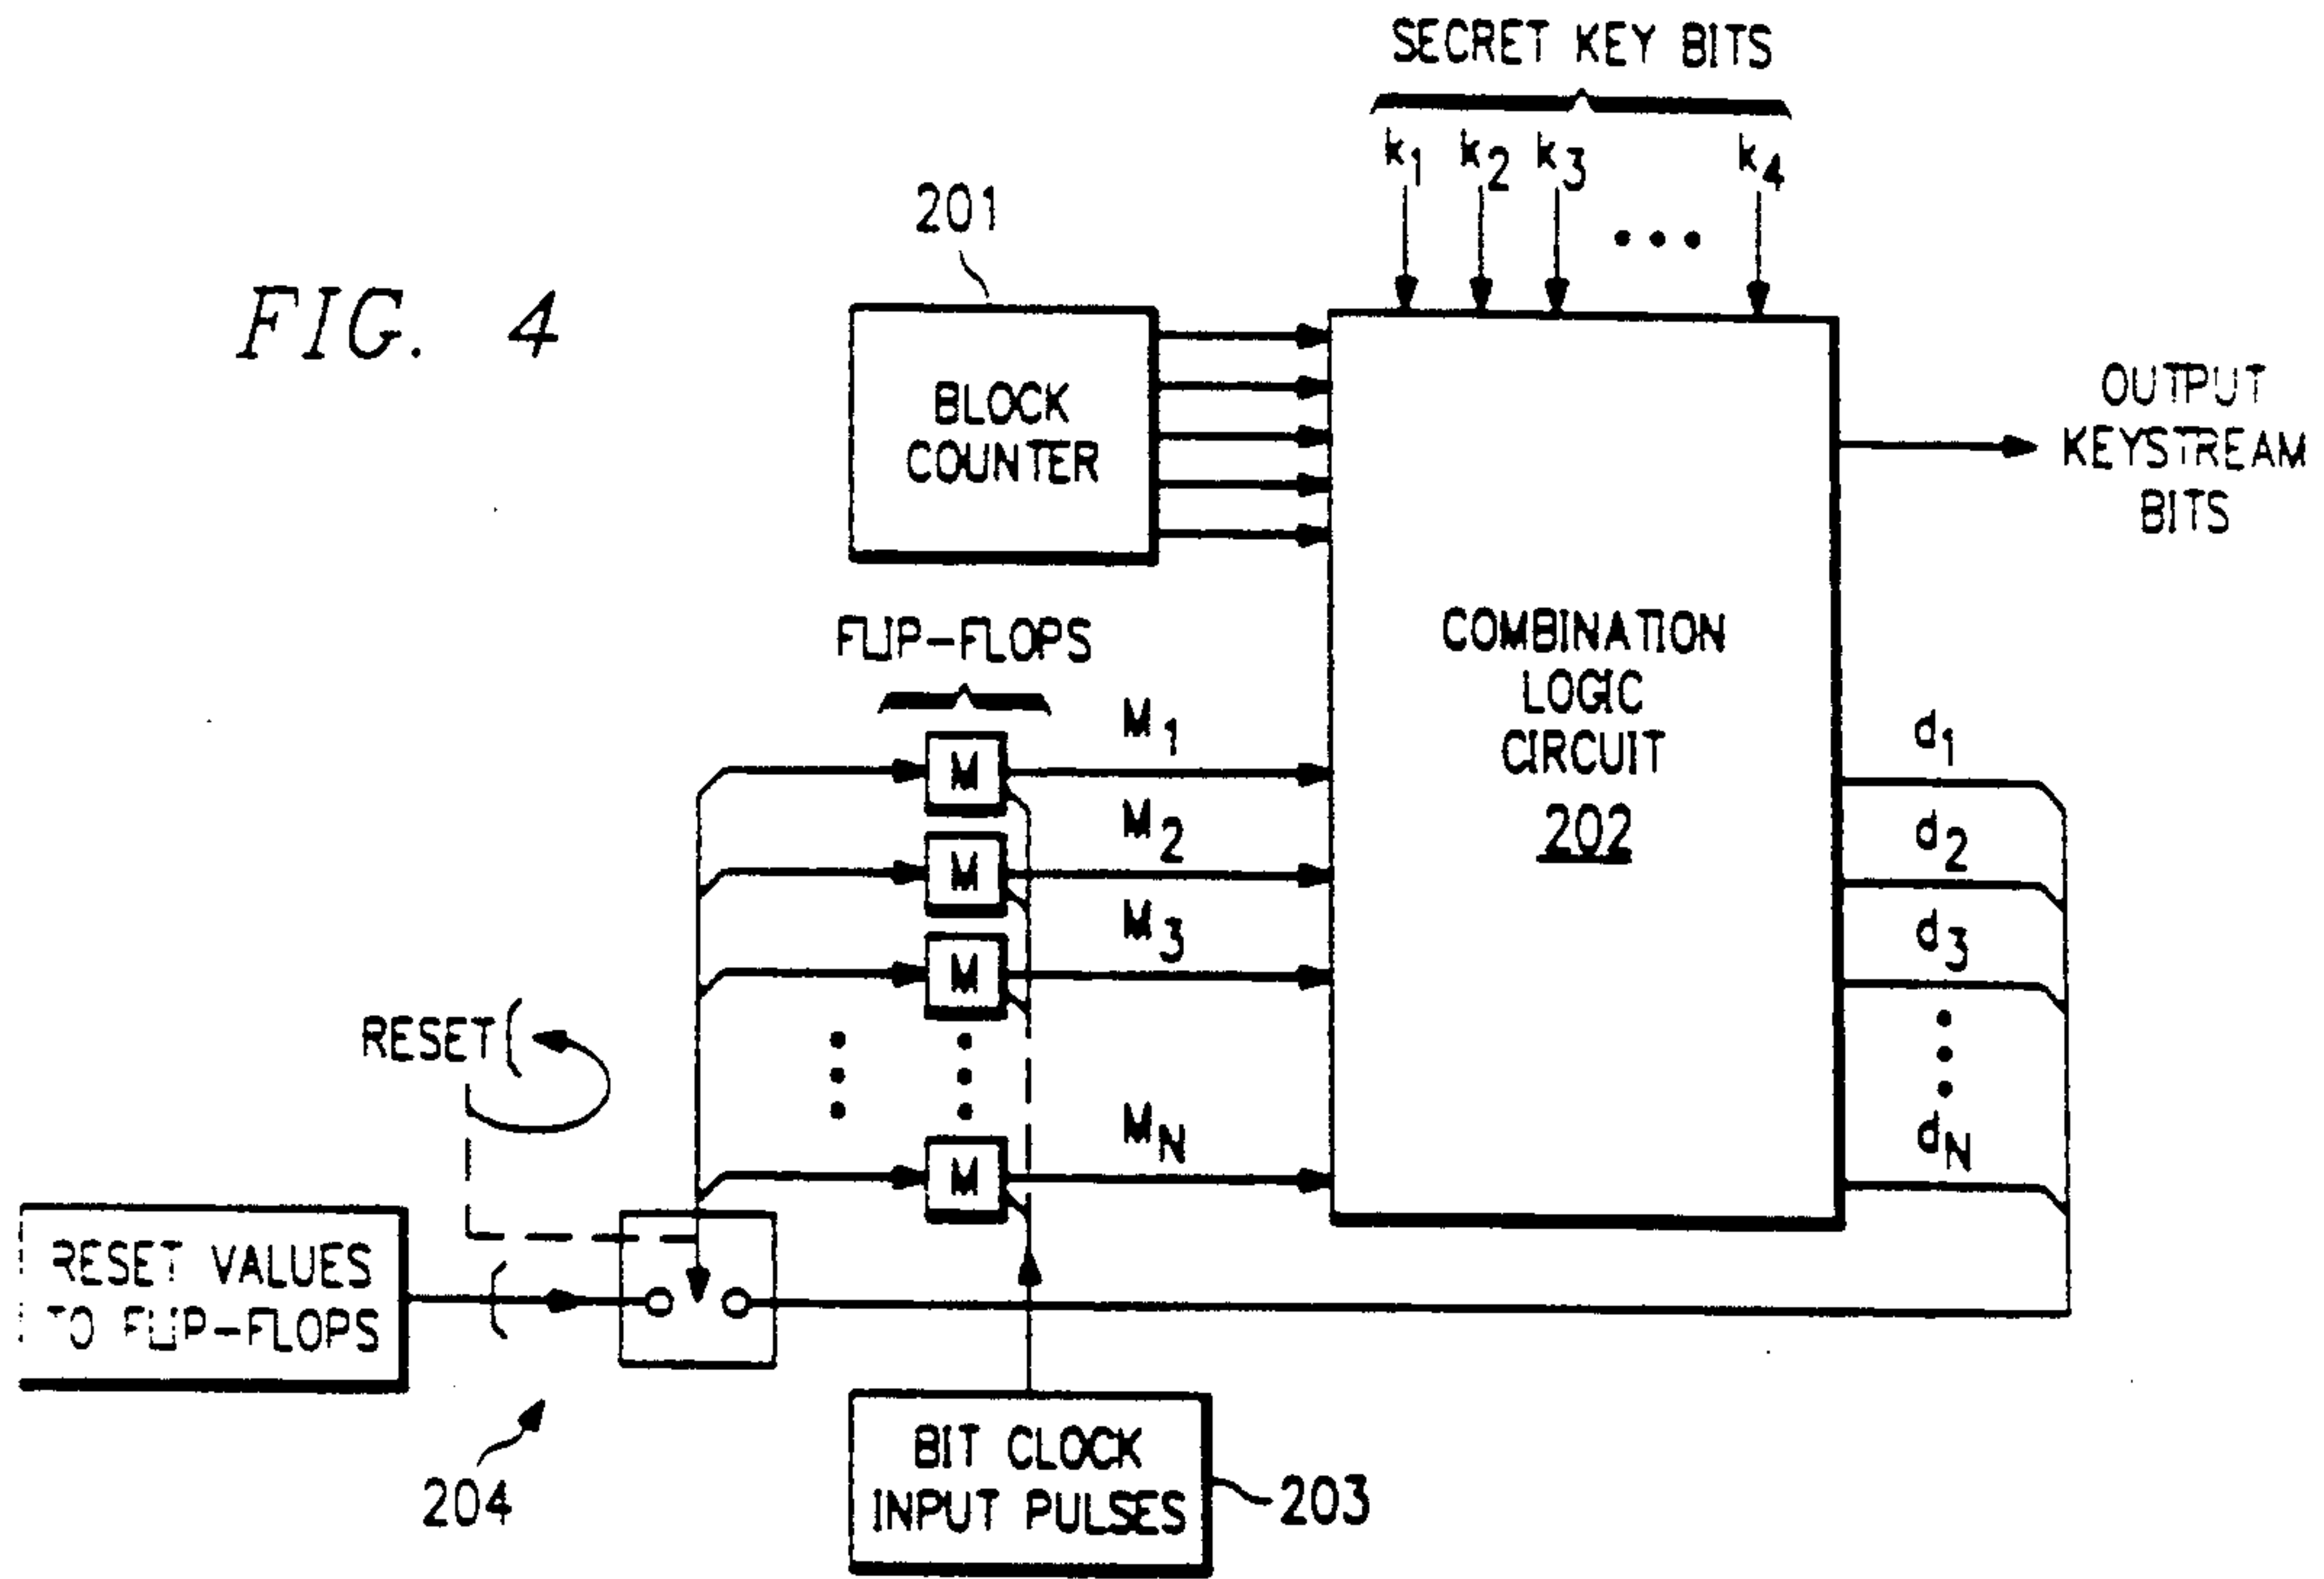 FIG. 4
SECRET KEY BITS
k1 k2 k3 ••• k4
201
BLOCK
COUNTER
OUTPUT
KEYSTREAM
BITS
FLIP-FLOPS
COMBINATION
LOGIC
CIRCUIT
202
M M1
M M2
M M3
M MN
d1
d2
d3
dN
RESET
RESET VALUES
TO FLIP-FLOPS
204
BIT CLOCK
INPUT PULSES
203